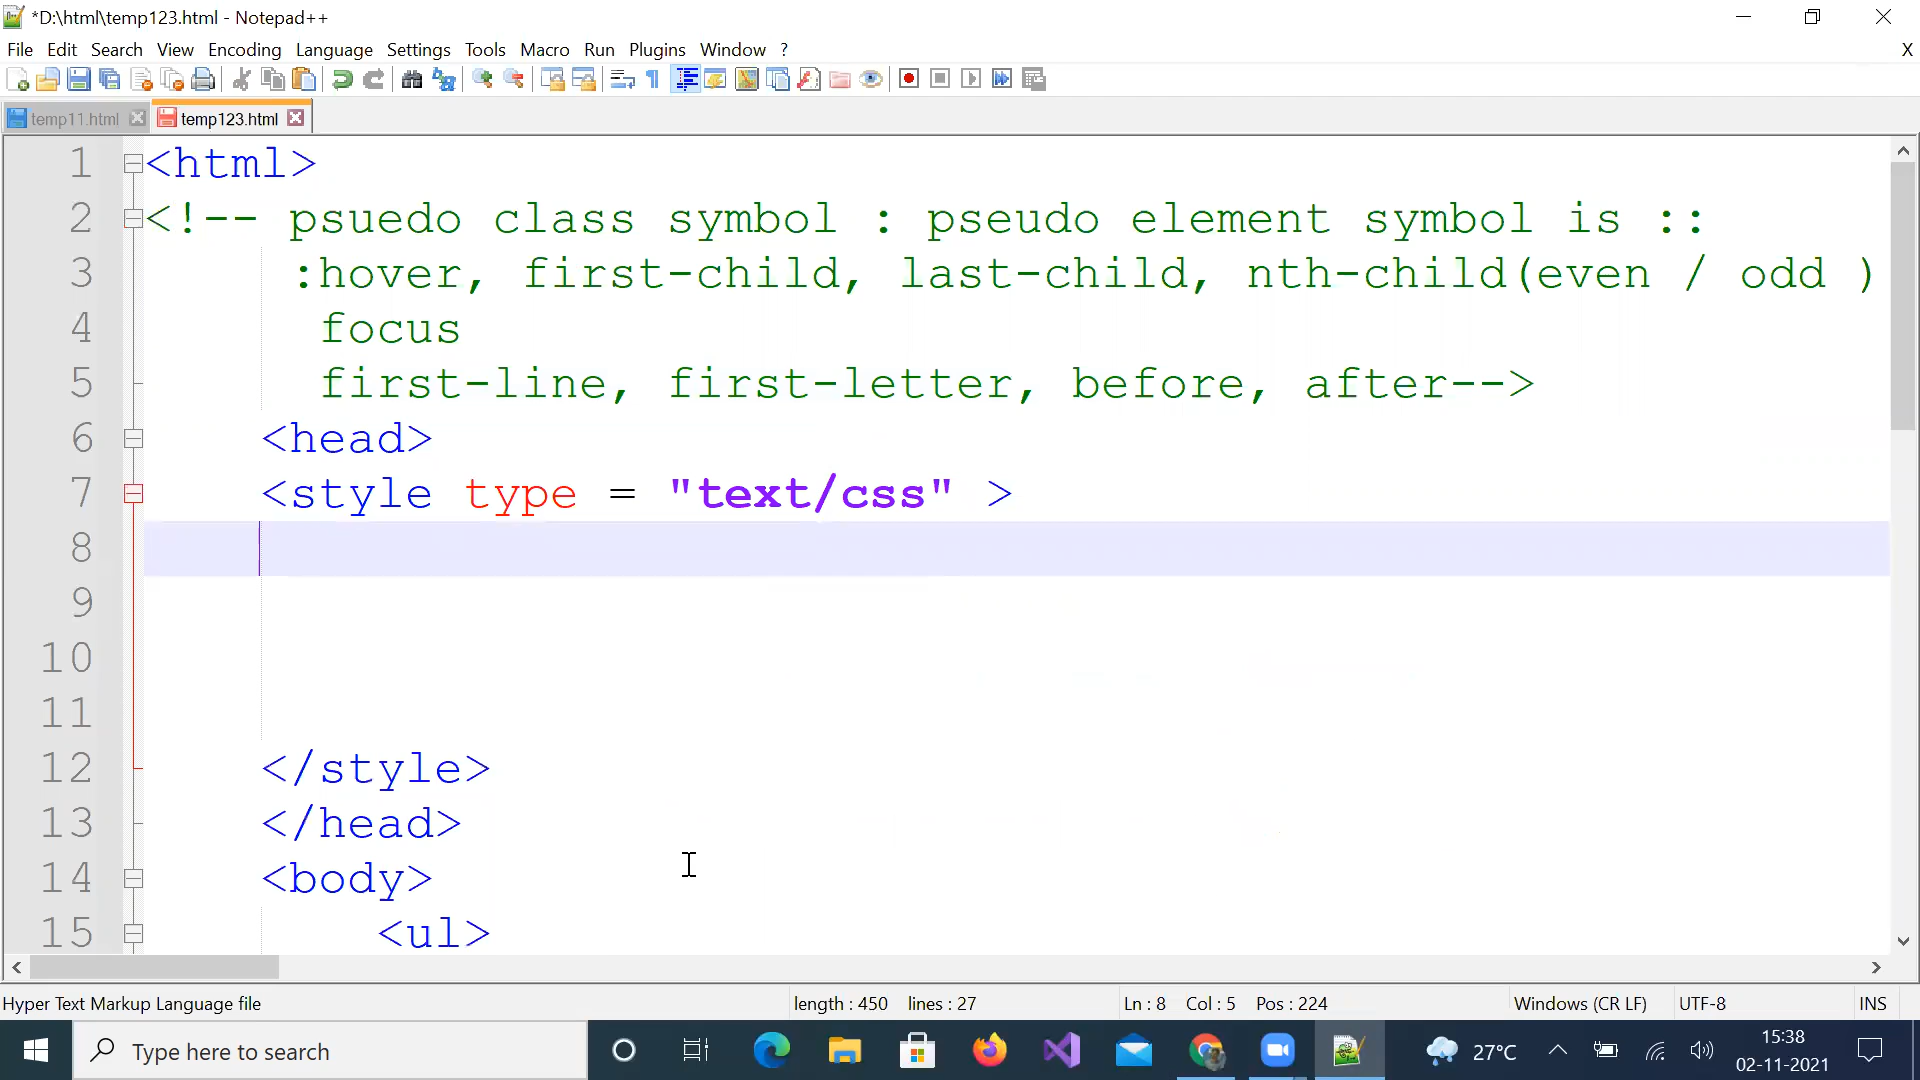 *D:\html\temp123.html - Notepad++
File Edit Search View Encoding Language Settings Tools Macro Run Plugins Window ? X
temp11.html temp123.html
1 <html>
2 <!-- psuedo class symbol : pseudo element symbol is ::
3 :hover, first-child, last-child, nth-child(even / odd )
4 focus
5 first-line, first-letter, before, after-->
6 <head>
7 <style type = "text/css" >
8
9
10
11
12 </style>
13 </head>
14 <body>
15 <ul>
Hyper Text Markup Language file length : 450 lines : 27 Ln : 8 Col : 5 Pos : 224 Windows (CR LF) UTF-8 INS
Type here to search 27°C 15:38
02-11-2021